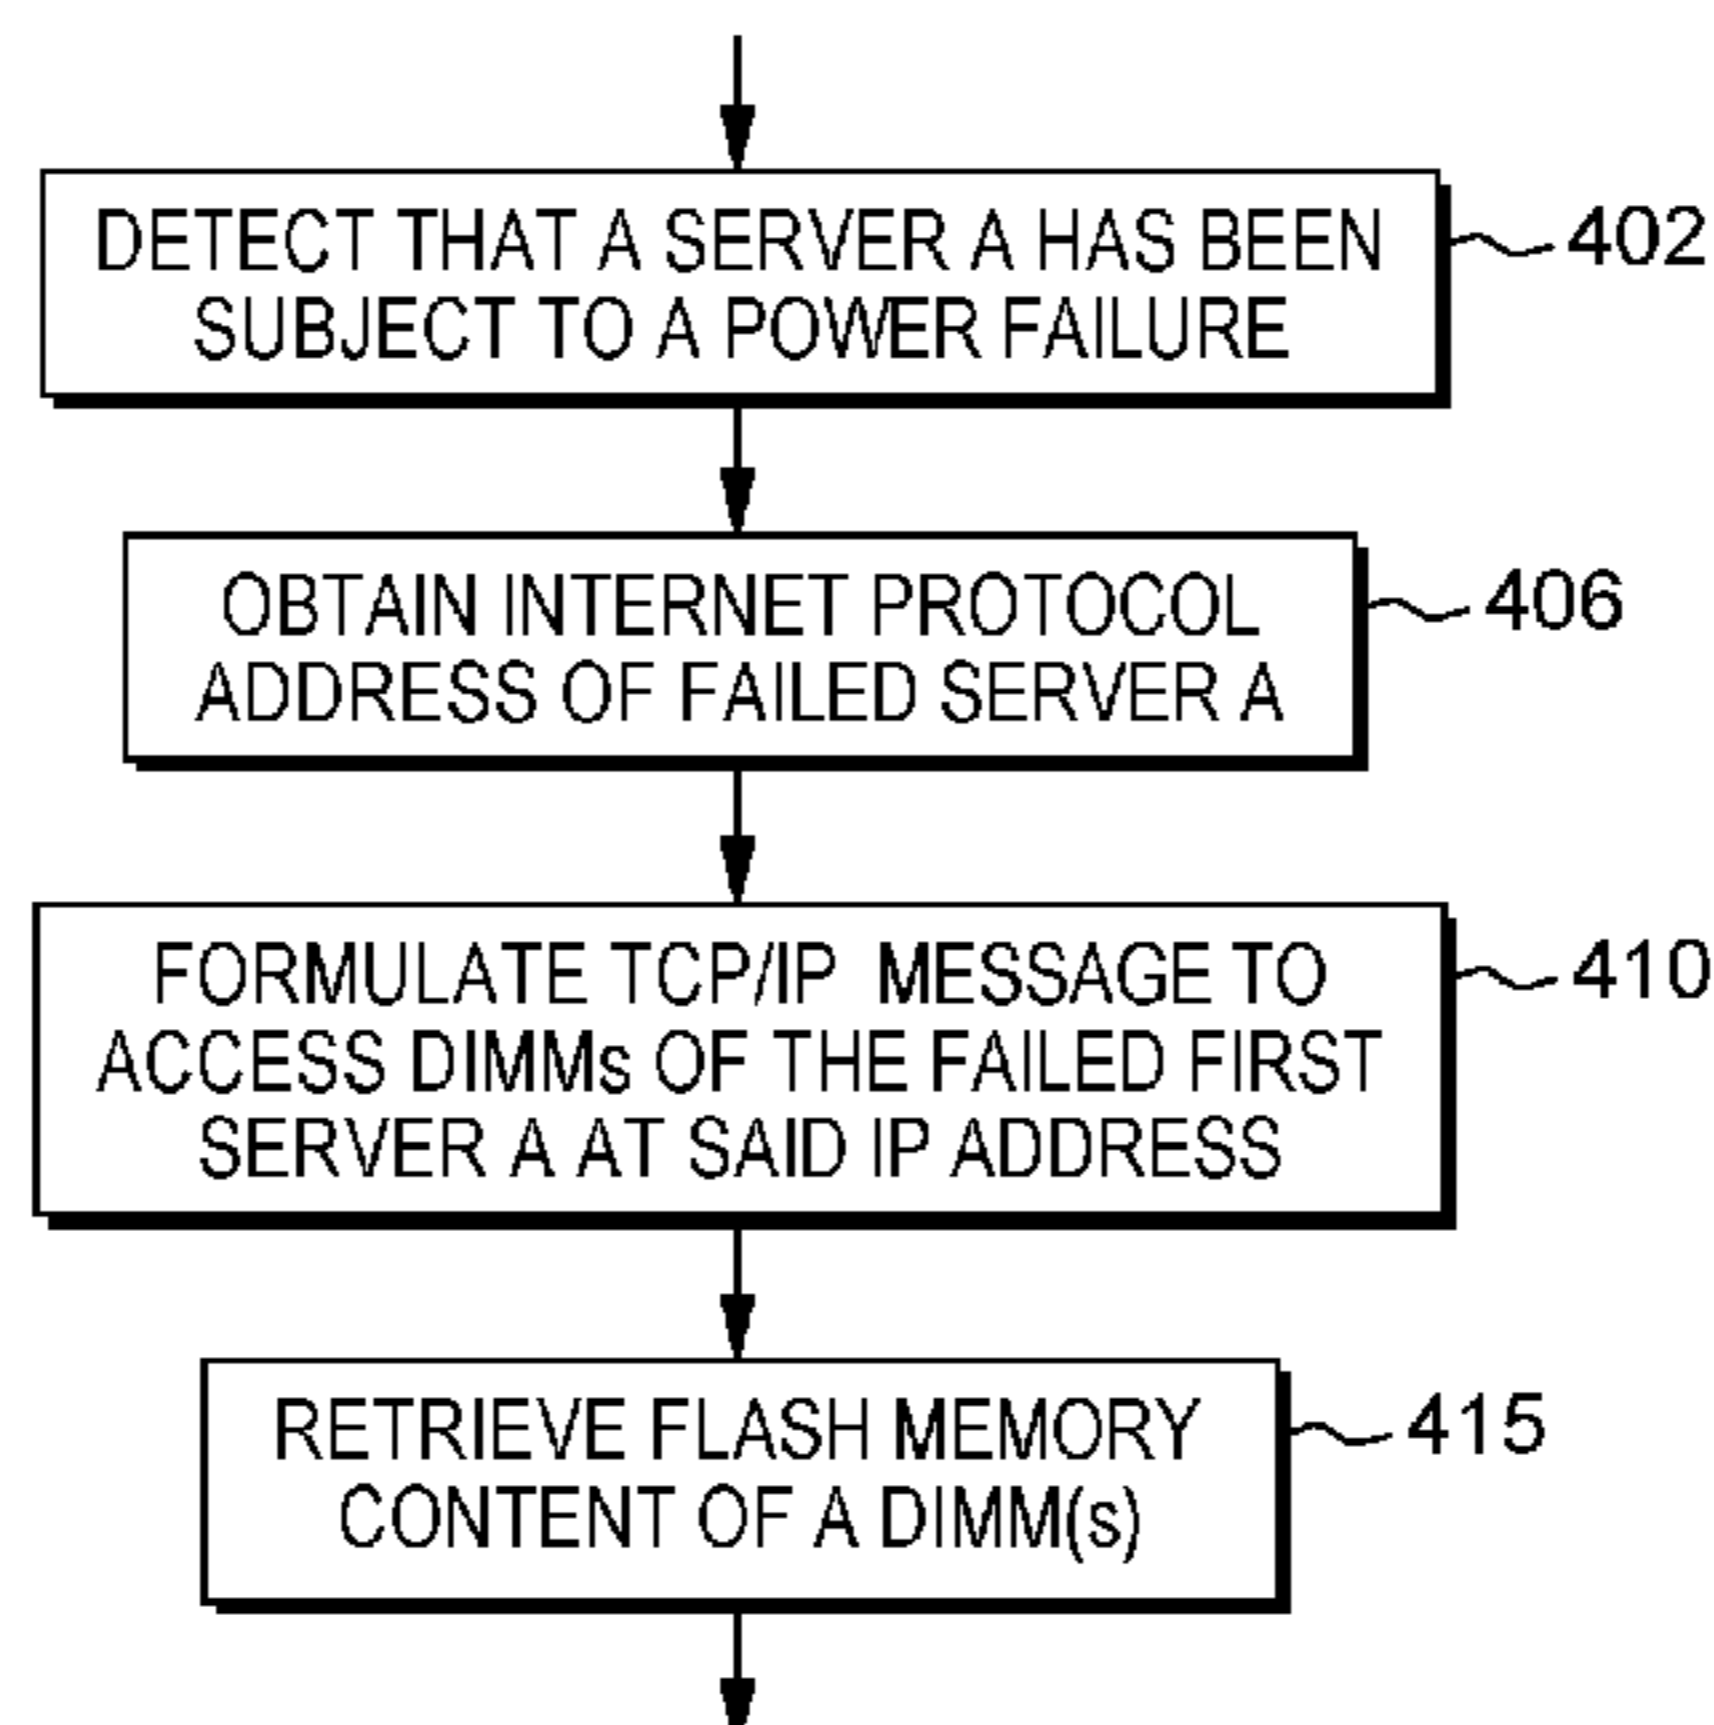 DETECT THAT A SERVER A HAS BEEN
SUBJECT TO A POWER FAILURE
402
OBTAIN INTERNET PROTOCOL
ADDRESS OF FAILED SERVER A
406
FORMULATE TCP/IP MESSAGE TO
ACCESS DIMMs OF THE FAILED FIRST
SERVER A AT SAID IP ADDRESS
410
RETRIEVE FLASH MEMORY
CONTENT OF A DIMM(s)
415